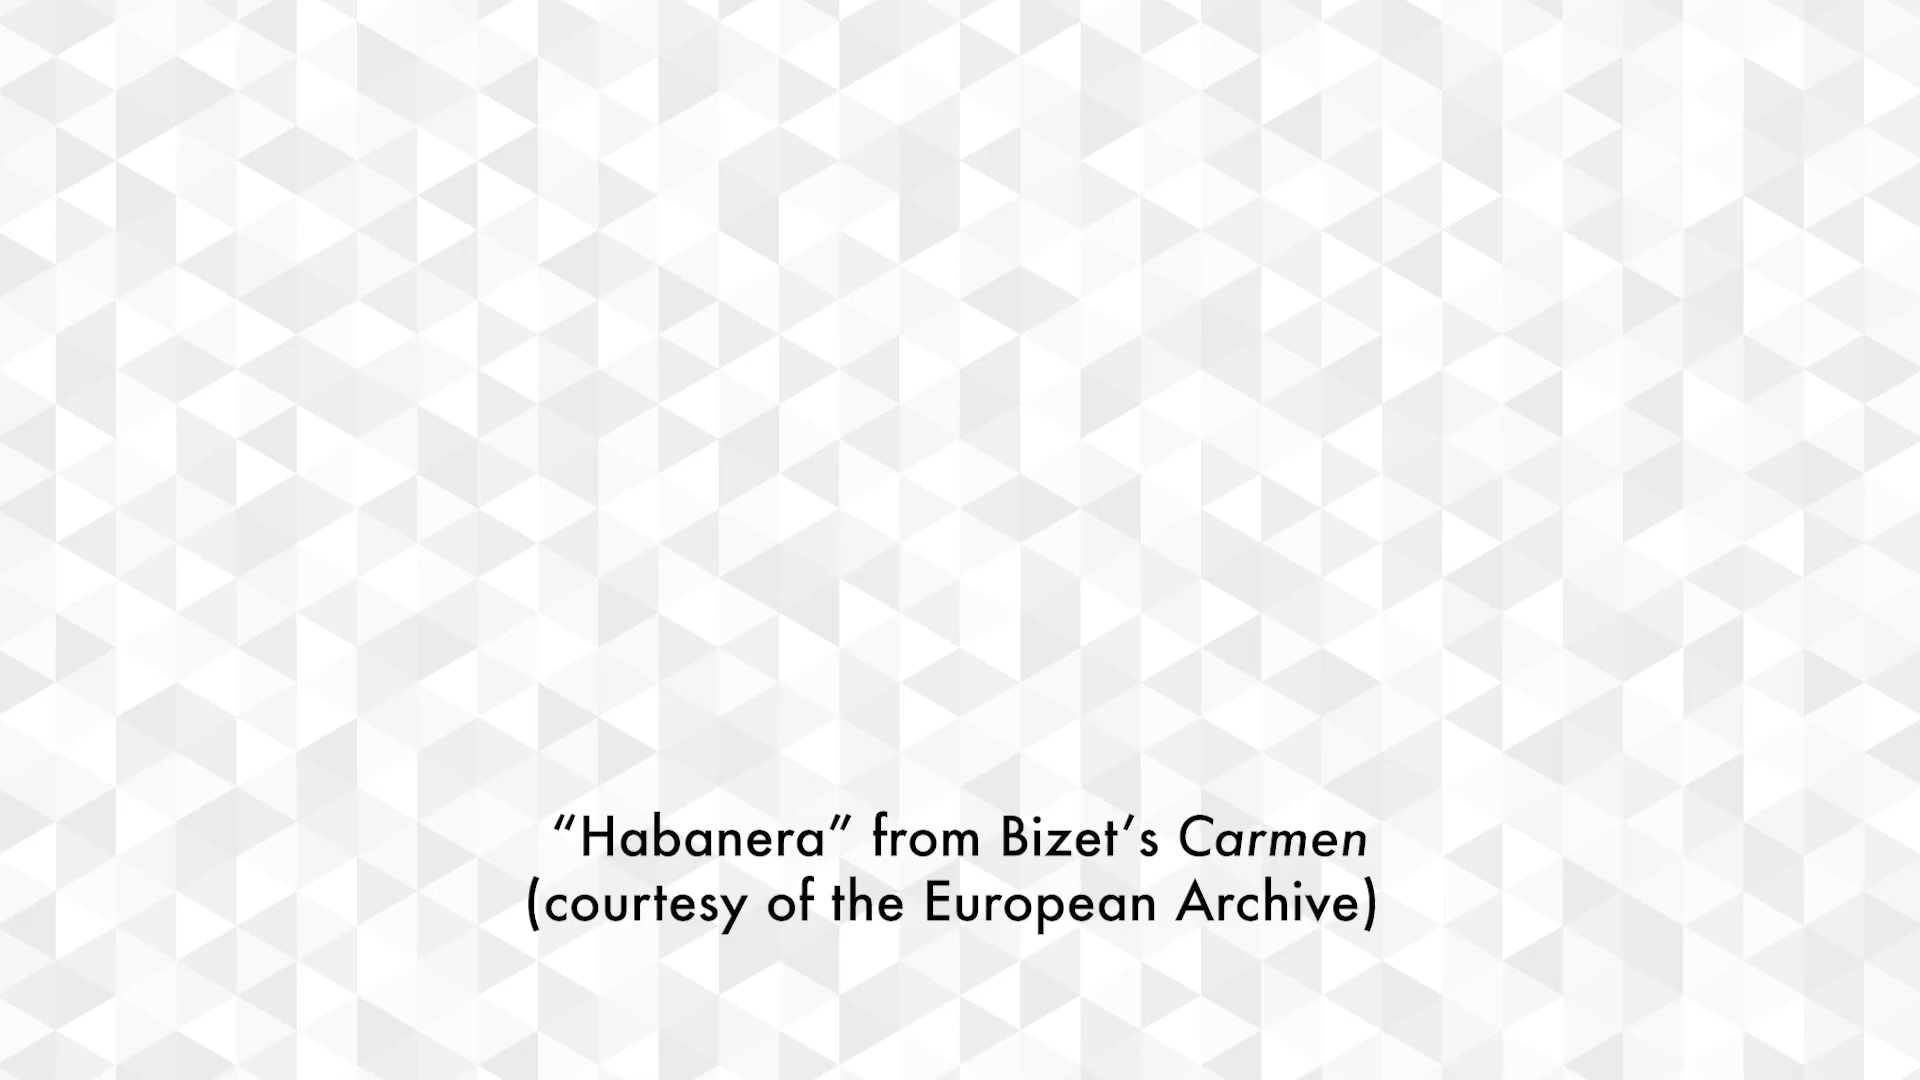 “Habanera” from Bizet’s Carmen
(courtesy of the European Archive)